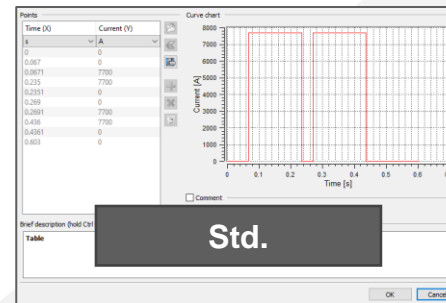 Points
Time (X) Current (Y)
s A
0 0
0.067 0
0.0671 7700
0.235 7700
0.2351 0
0.269 0
0.2691 7700
0.436 7700
0.4361 0
0.603 0
Curve chart
8000
7000
6000
5000
4000
3000
2000
1000
0
Current [A]
0 0.1 0.2 0.3 0.4 0.5 0.6
Time [s]
Comment
Brief description (hold Ctrl
Table
Std.
OK Cance